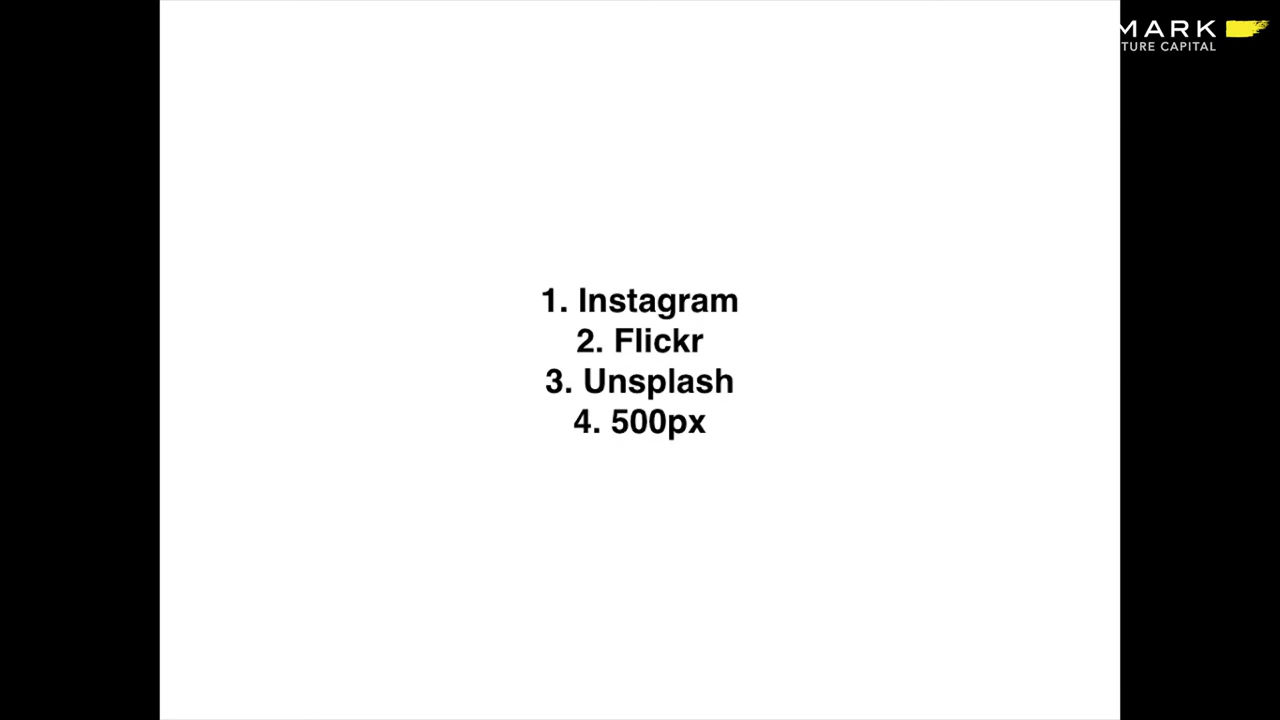 1. Instagram
2. Flickr
3. Unsplash
4. 500px
MARK
TURE CAPITAL